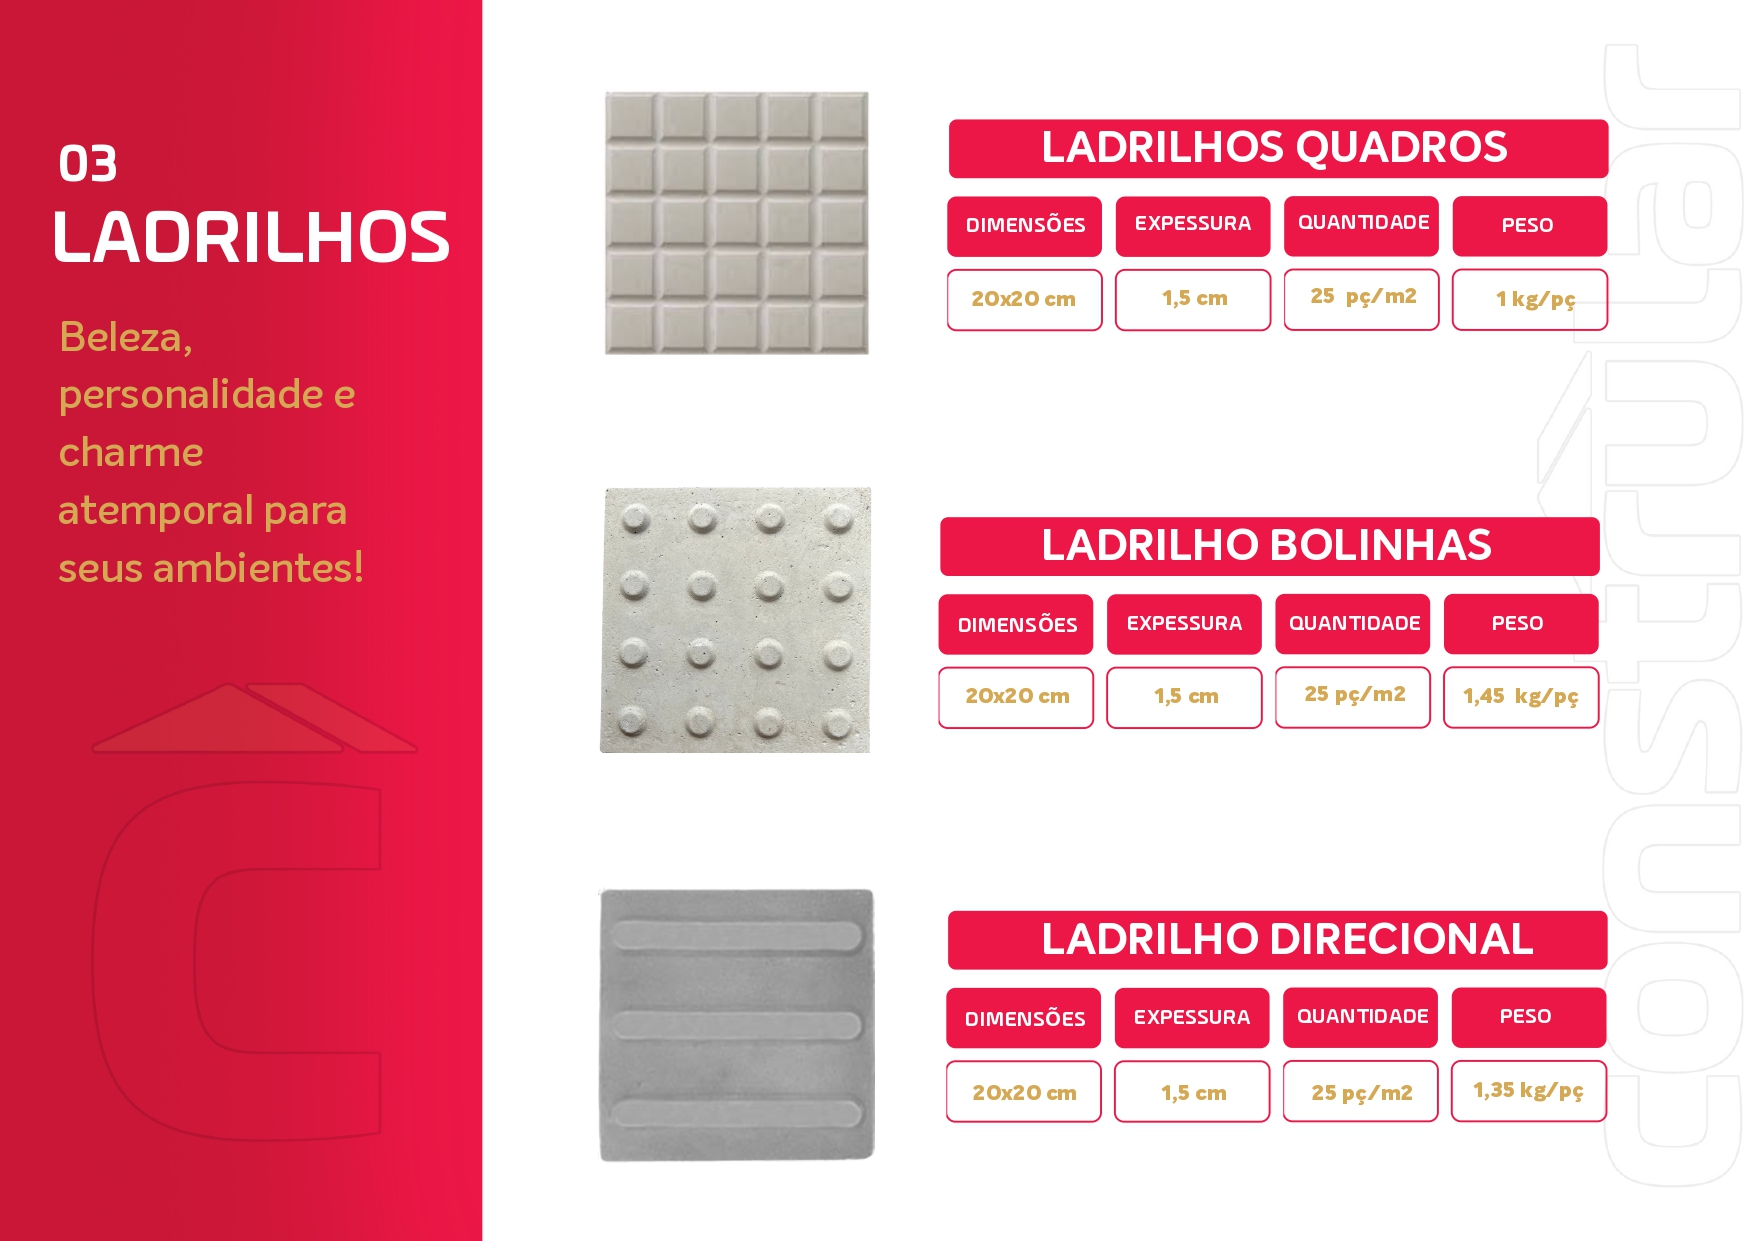 03
LADRILHOS
Beleza,
personalidade e
charme
atemporal para
seus ambientes!
LADRILHOS QUADROS
DIMENSÕES EXPESSURA QUANTIDADE PESO
20x20 cm 1,5 cm 25 pç/m2 1 kg/pç
LADRILHO BOLINHAS
DIMENSÕES EXPESSURA QUANTIDADE PESO
20x20 cm 1,5 cm 25 pç/m2 1,45 kg/pç
LADRILHO DIRECIONAL
DIMENSÕES EXPESSURA QUANTIDADE PESO
20x20 cm 1,5 cm 25 pç/m2 1,35 kg/pç
construtar